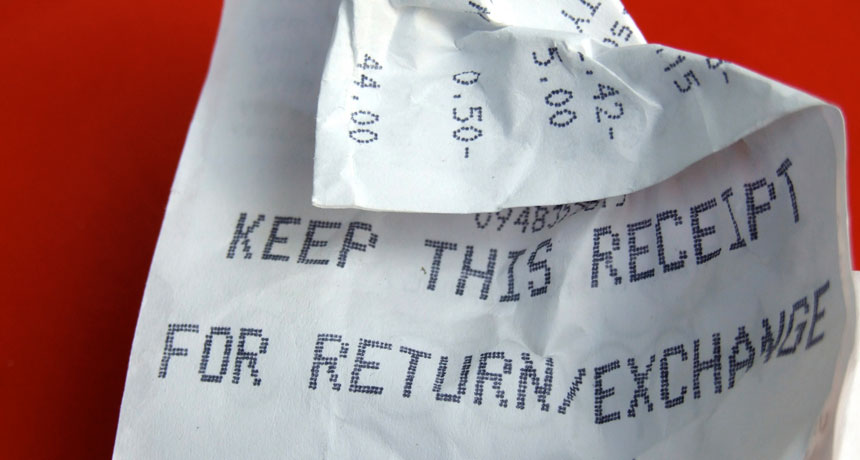 44.00
0.50-
5.00
KEEP THIS RECEIPT
FOR RETURN/EXCHANGE